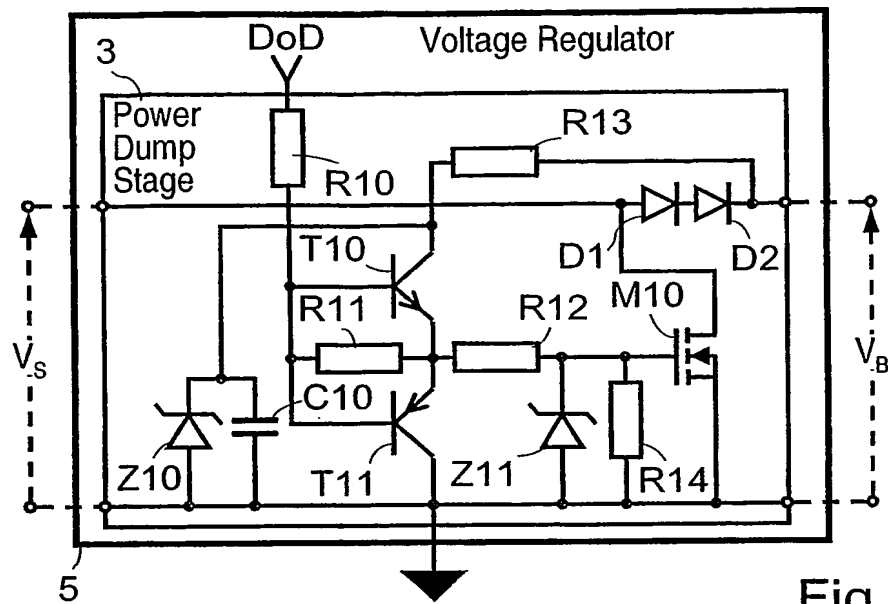 DoD
Voltage Regulator
3
Power
Dump
Stage
R13
R10
T10
D1
D2
R11
R12
M10
V_S
V_B
C10
Z10
T11
Z11
R14
5
Fig